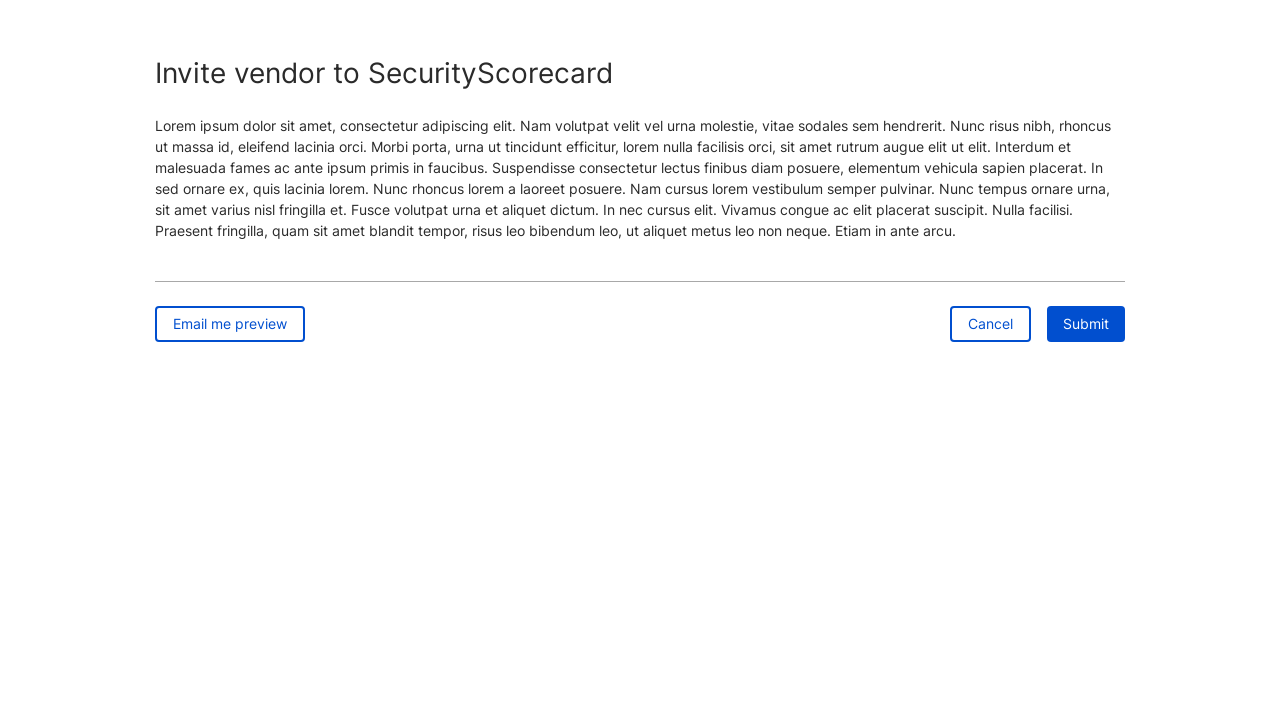 Invite vendor to SecurityScorecard
Lorem ipsum dolor sit amet, consectetur adipiscing elit. Nam volutpat velit vel urna molestie, vitae sodales sem hendrerit. Nunc risus nibh, rhoncus
ut massa id, eleifend lacinia orci. Morbi porta, urna ut tincidunt efficitur, lorem nulla facilisis orci, sit amet rutrum augue elit ut elit. Interdum et
malesuada fames ac ante ipsum primis in faucibus. Suspendisse consectetur lectus finibus diam posuere, elementum vehicula sapien placerat. In
sed ornare ex, quis lacinia lorem. Nunc rhoncus lorem a laoreet posuere. Nam cursus lorem vestibulum semper pulvinar. Nunc tempus ornare urna,
sit amet varius nisl fringilla et. Fusce volutpat urna et aliquet dictum. In nec cursus elit. Vivamus congue ac elit placerat suscipit. Nulla facilisi.
Praesent fringilla, quam sit amet blandit tempor, risus leo bibendum leo, ut aliquet metus leo non neque. Etiam in ante arcu.
Email me preview
Cancel
Submit